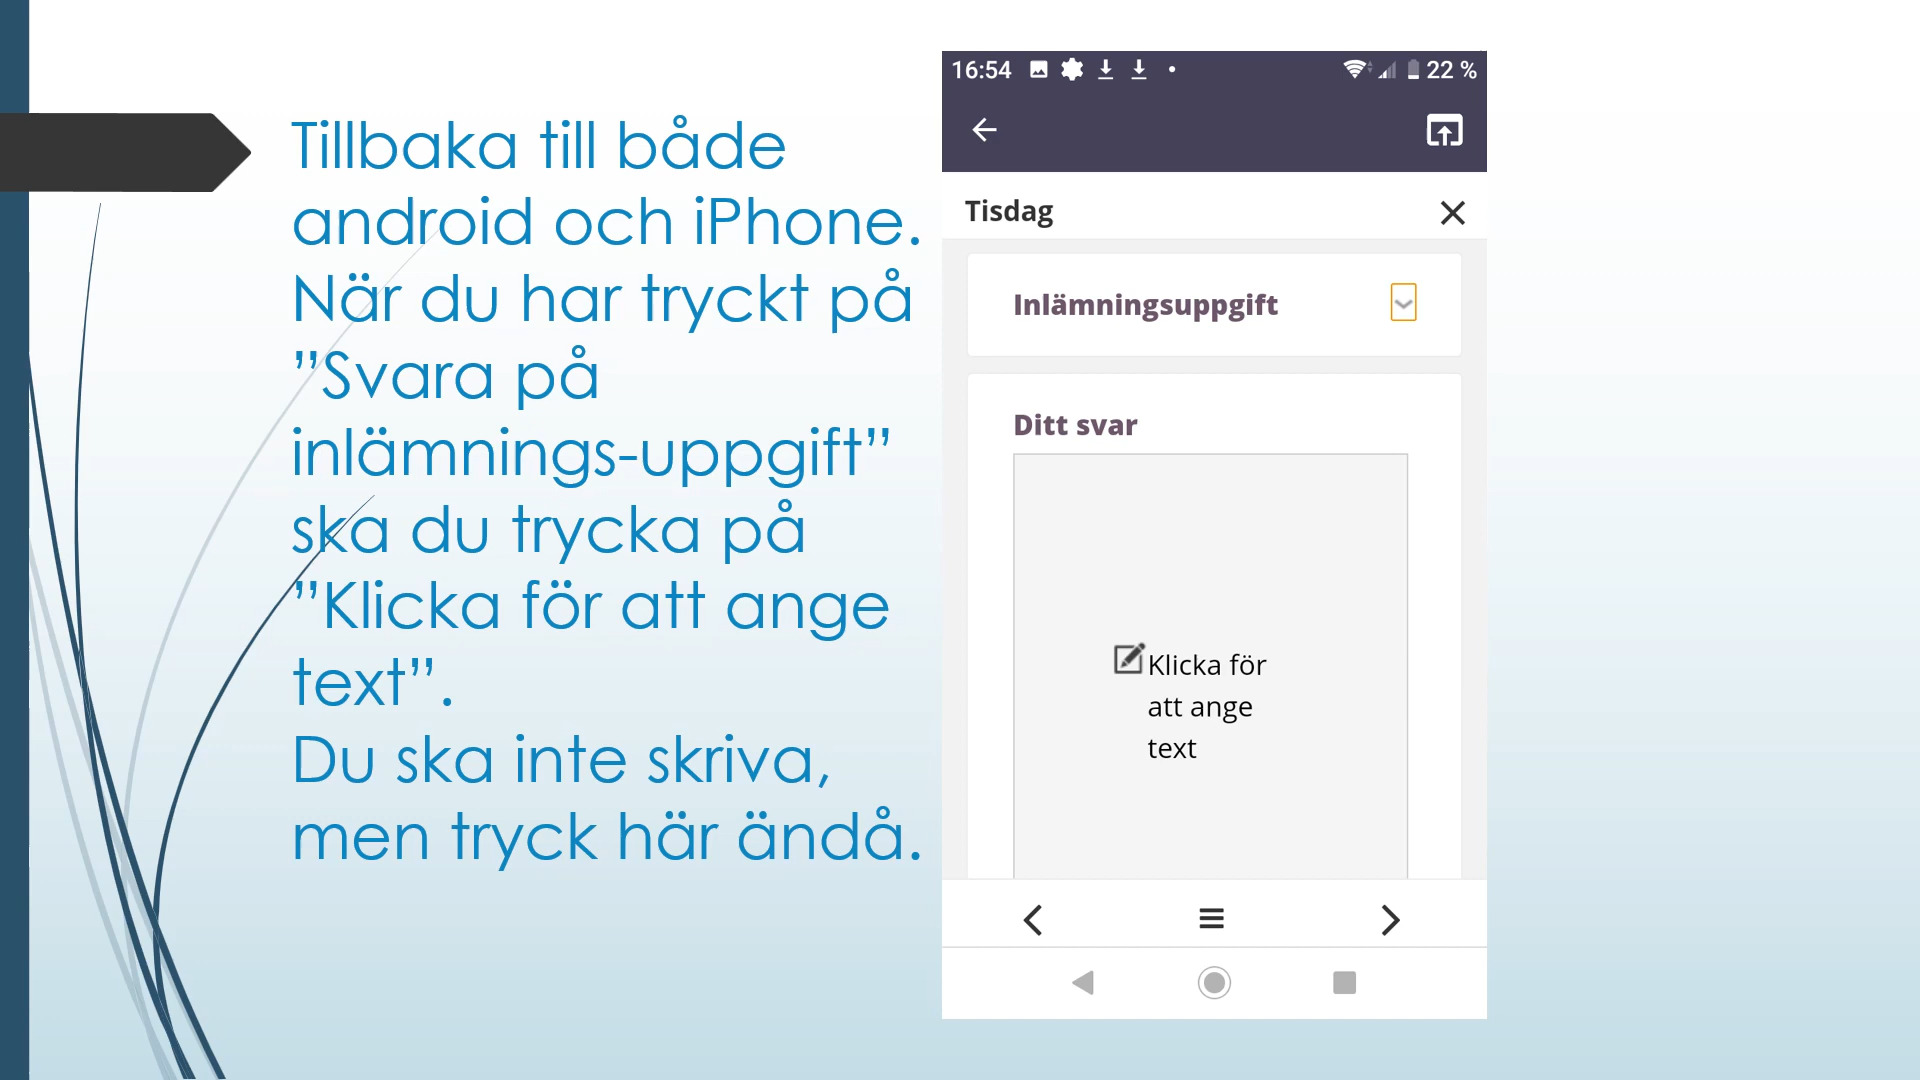 Tillbaka till både
android och iPhone.
När du har tryckt på
”Svara på
inlämnings-uppgift”
ska du trycka på
”Klicka för att ange
text”.
Du ska inte skriva,
men tryck här ändå.
16:54
22 %
Tisdag
Inlämningsuppgift
Ditt svar
Klicka för
att ange
text